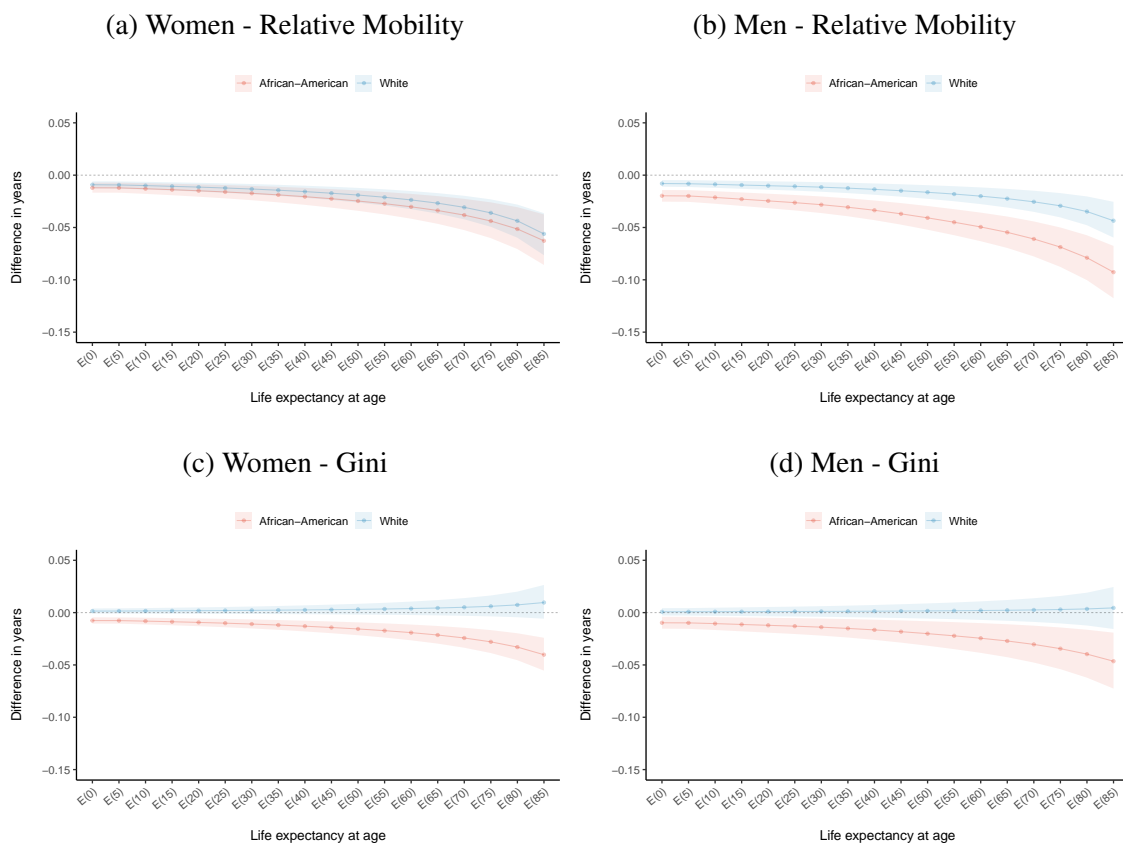 (a) Women - Relative Mobility
African−American White
0.05
0.00
−0.05
−0.10
−0.15
Difference in years
E(0) E(5) E(10) E(15) E(20) E(25) E(30) E(35) E(40) E(45) E(50) E(55) E(60) E(65) E(70) E(75) E(80) E(85)
Life expectancy at age
(b) Men - Relative Mobility
African−American White
0.05
0.00
−0.05
−0.10
−0.15
Difference in years
E(0) E(5) E(10) E(15) E(20) E(25) E(30) E(35) E(40) E(45) E(50) E(55) E(60) E(65) E(70) E(75) E(80) E(85)
Life expectancy at age
(c) Women - Gini
African−American White
0.05
0.00
−0.05
−0.10
−0.15
Difference in years
E(0) E(5) E(10) E(15) E(20) E(25) E(30) E(35) E(40) E(45) E(50) E(55) E(60) E(65) E(70) E(75) E(80) E(85)
Life expectancy at age
(d) Men - Gini
African−American White
0.05
0.00
−0.05
−0.10
−0.15
Difference in years
E(0) E(5) E(10) E(15) E(20) E(25) E(30) E(35) E(40) E(45) E(50) E(55) E(60) E(65) E(70) E(75) E(80) E(85)
Life expectancy at age